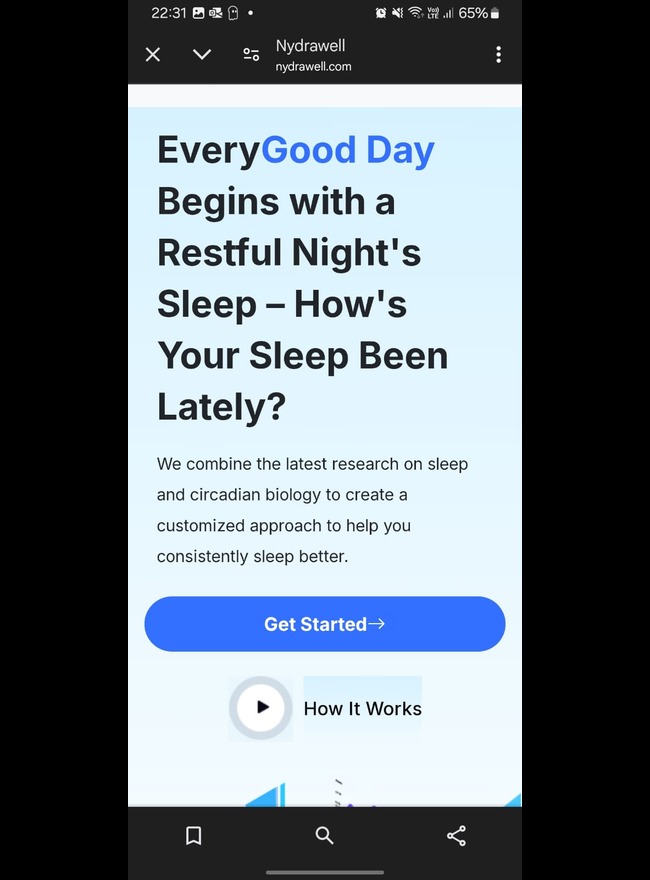 22:31
Vo)) LTE
65%
Nydrawell
nydrawell.com
EveryGood Day
Begins with a
Restful Night's
Sleep – How's
Your Sleep Been
Lately?
We combine the latest research on sleep
and circadian biology to create a
customized approach to help you
consistently sleep better.
Get Started→
How It Works